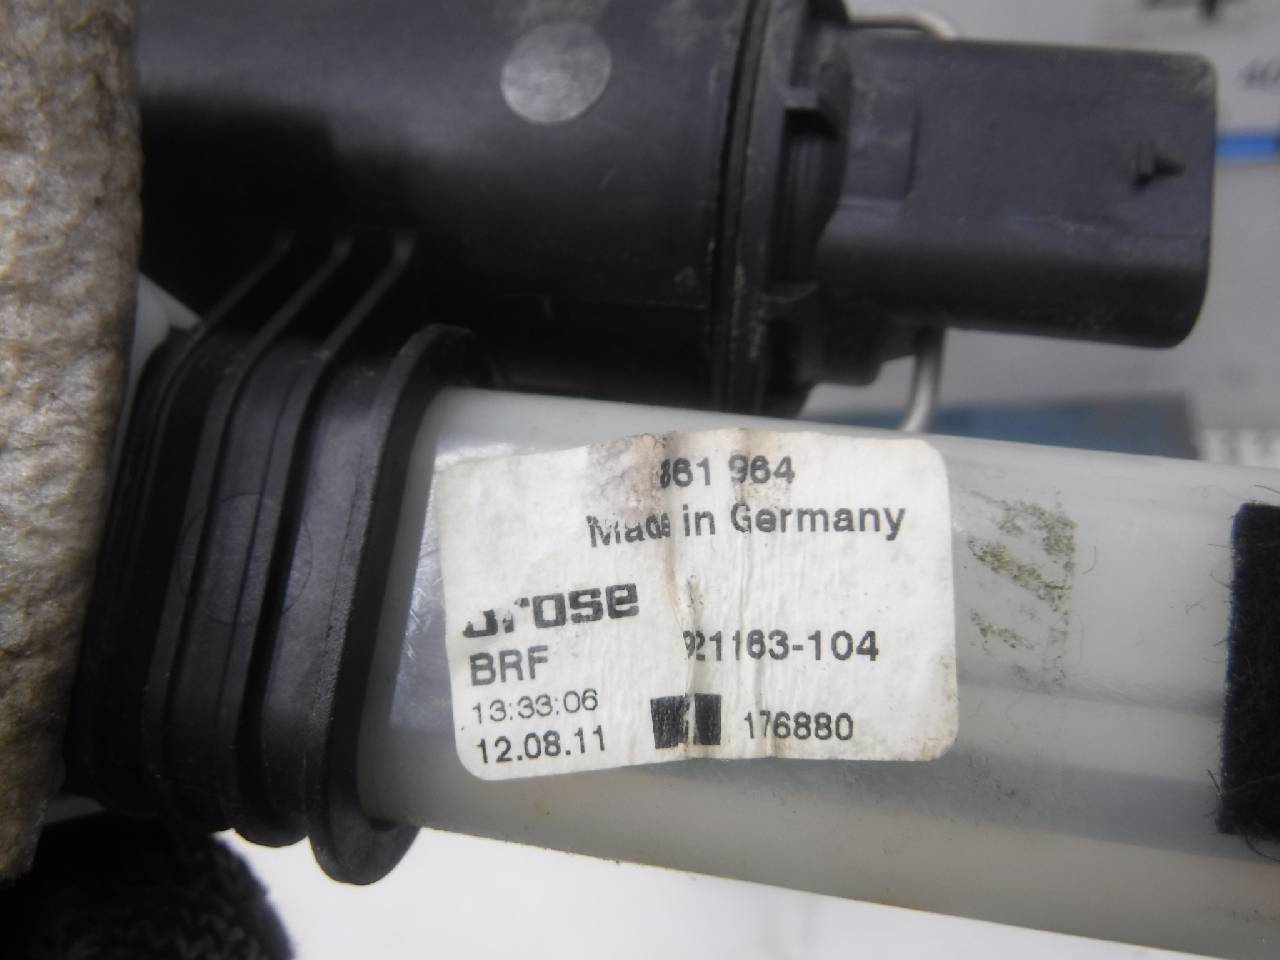 861 964
Made in Germany
brose
BRF 921163-104
13:33:06
12.08.11 176880